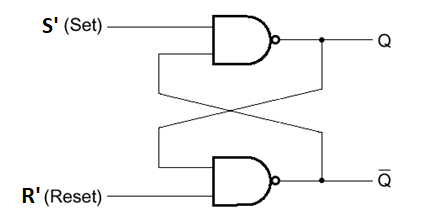 S' (Set)
Q
Q̅
R' (Reset)